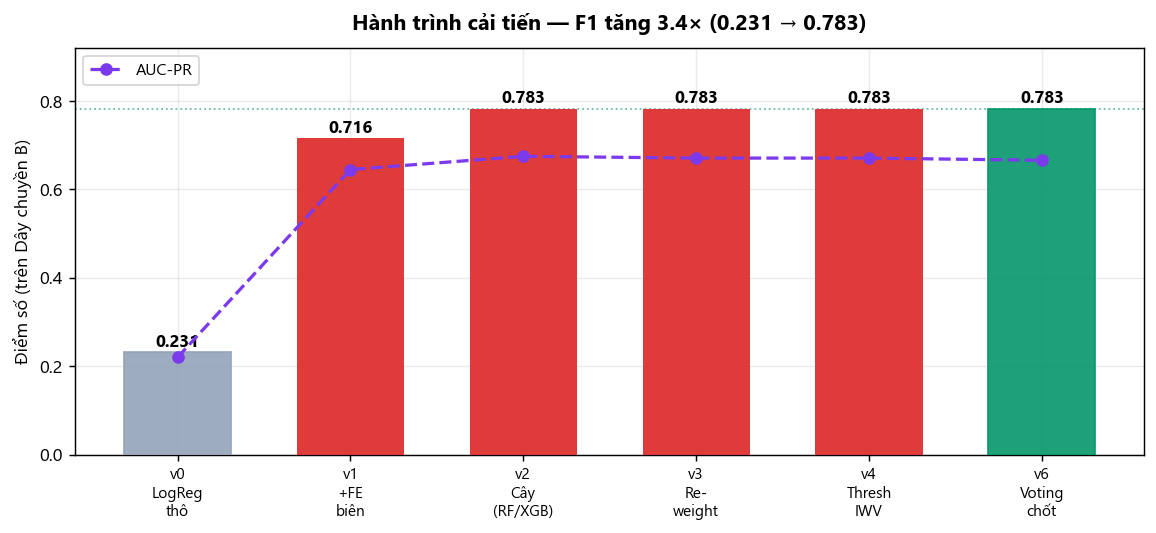 Hành trình cải tiến — F1 tăng 3.4× (0.231 → 0.783)
AUC-PR
Điểm số (trên Dây chuyền B)
0.8
0.6
0.4
0.2
0.0
0.231
0.716
0.783
0.783
0.783
0.783
v0
LogReg
thô
v1
+FE
biên
v2
Cây
(RF/XGB)
v3
Re-
weight
v4
Thresh
IWV
v6
Voting
chốt